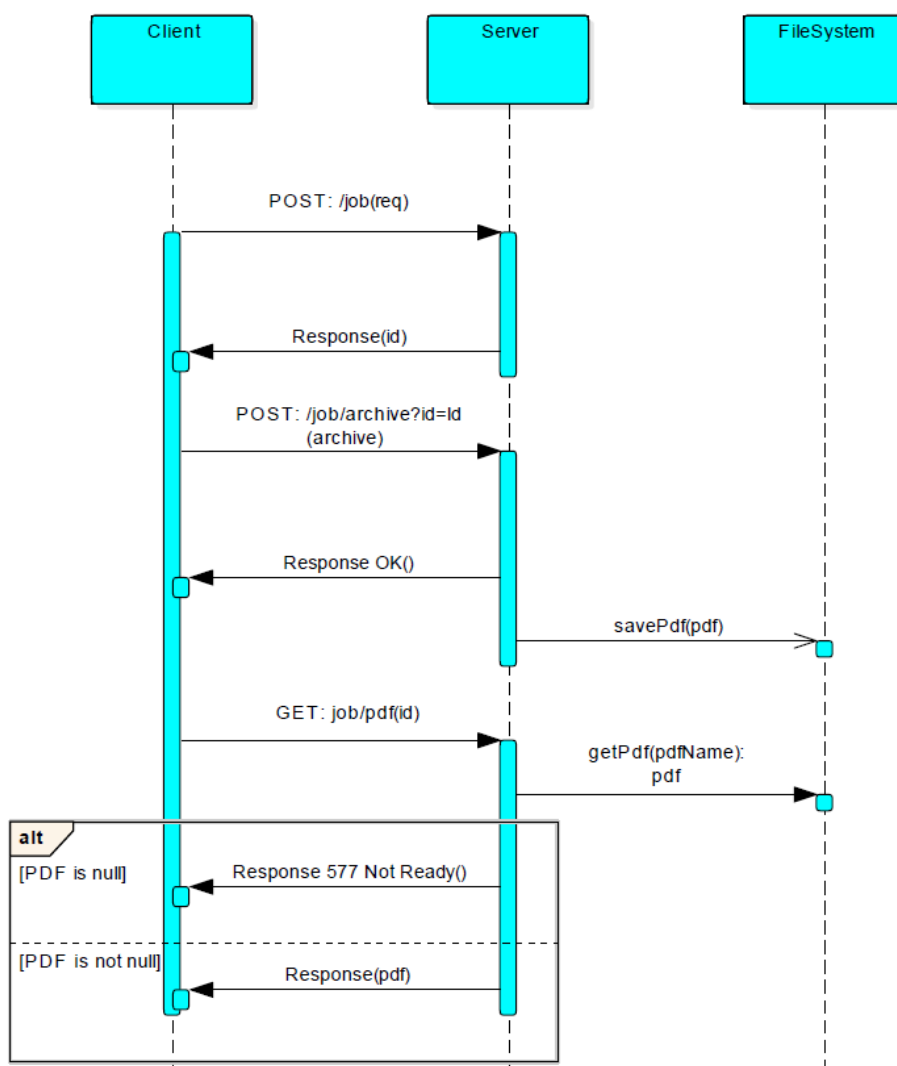 Client
Server
FileSystem
POST: /job(req)
Response(id)
POST: /job/archive?id=Id
(archive)
Response OK()
savePdf(pdf)
GET: job/pdf(id)
getPdf(pdfName):
pdf
alt
[PDF is null]
Response 577 Not Ready()
[PDF is not null]
Response(pdf)